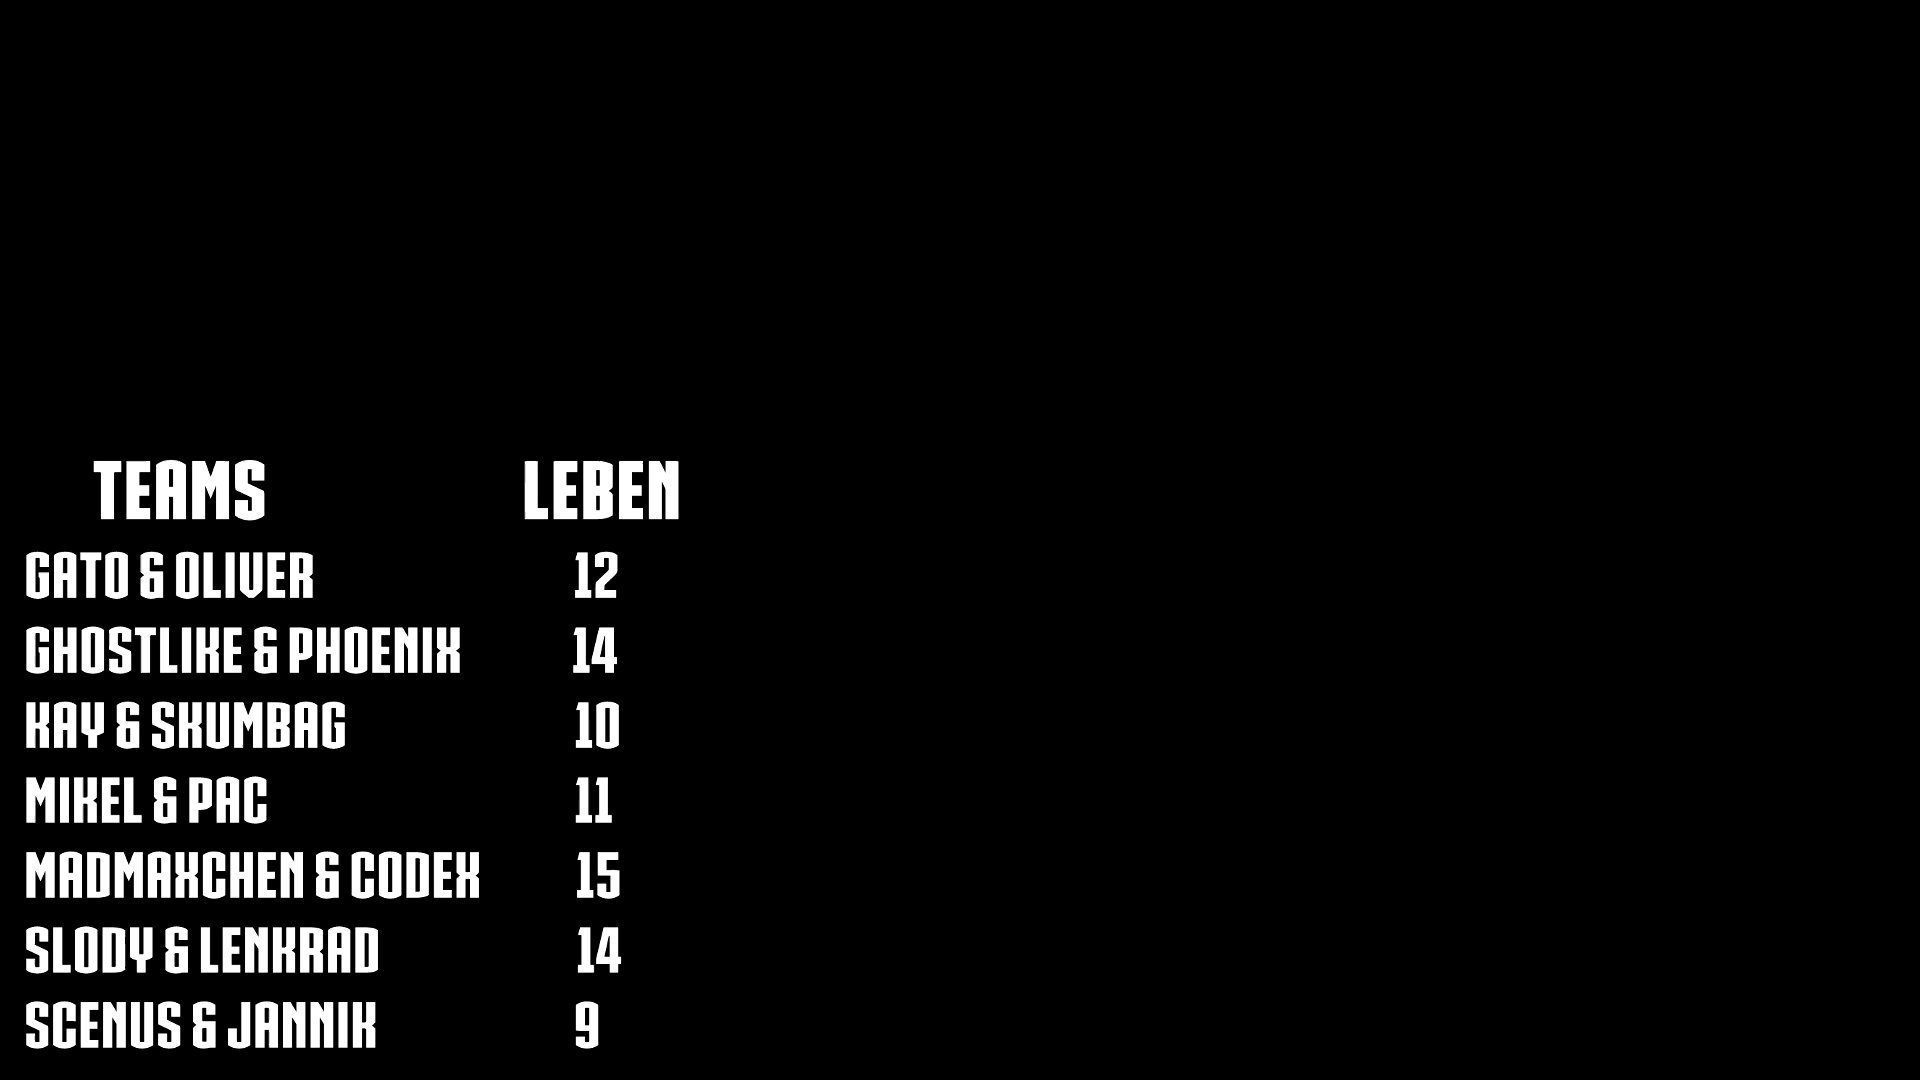 TEAMS LEBEN
GATO & OLIVER 12
GHOSTLIKE & PHOENIX 14
KAY & SKUMBAG 10
MIKEL & PAC 11
MADMAXCHEN & CODEX 15
SLODY & LENKRAD 14
SCENUS & JANNIK 9